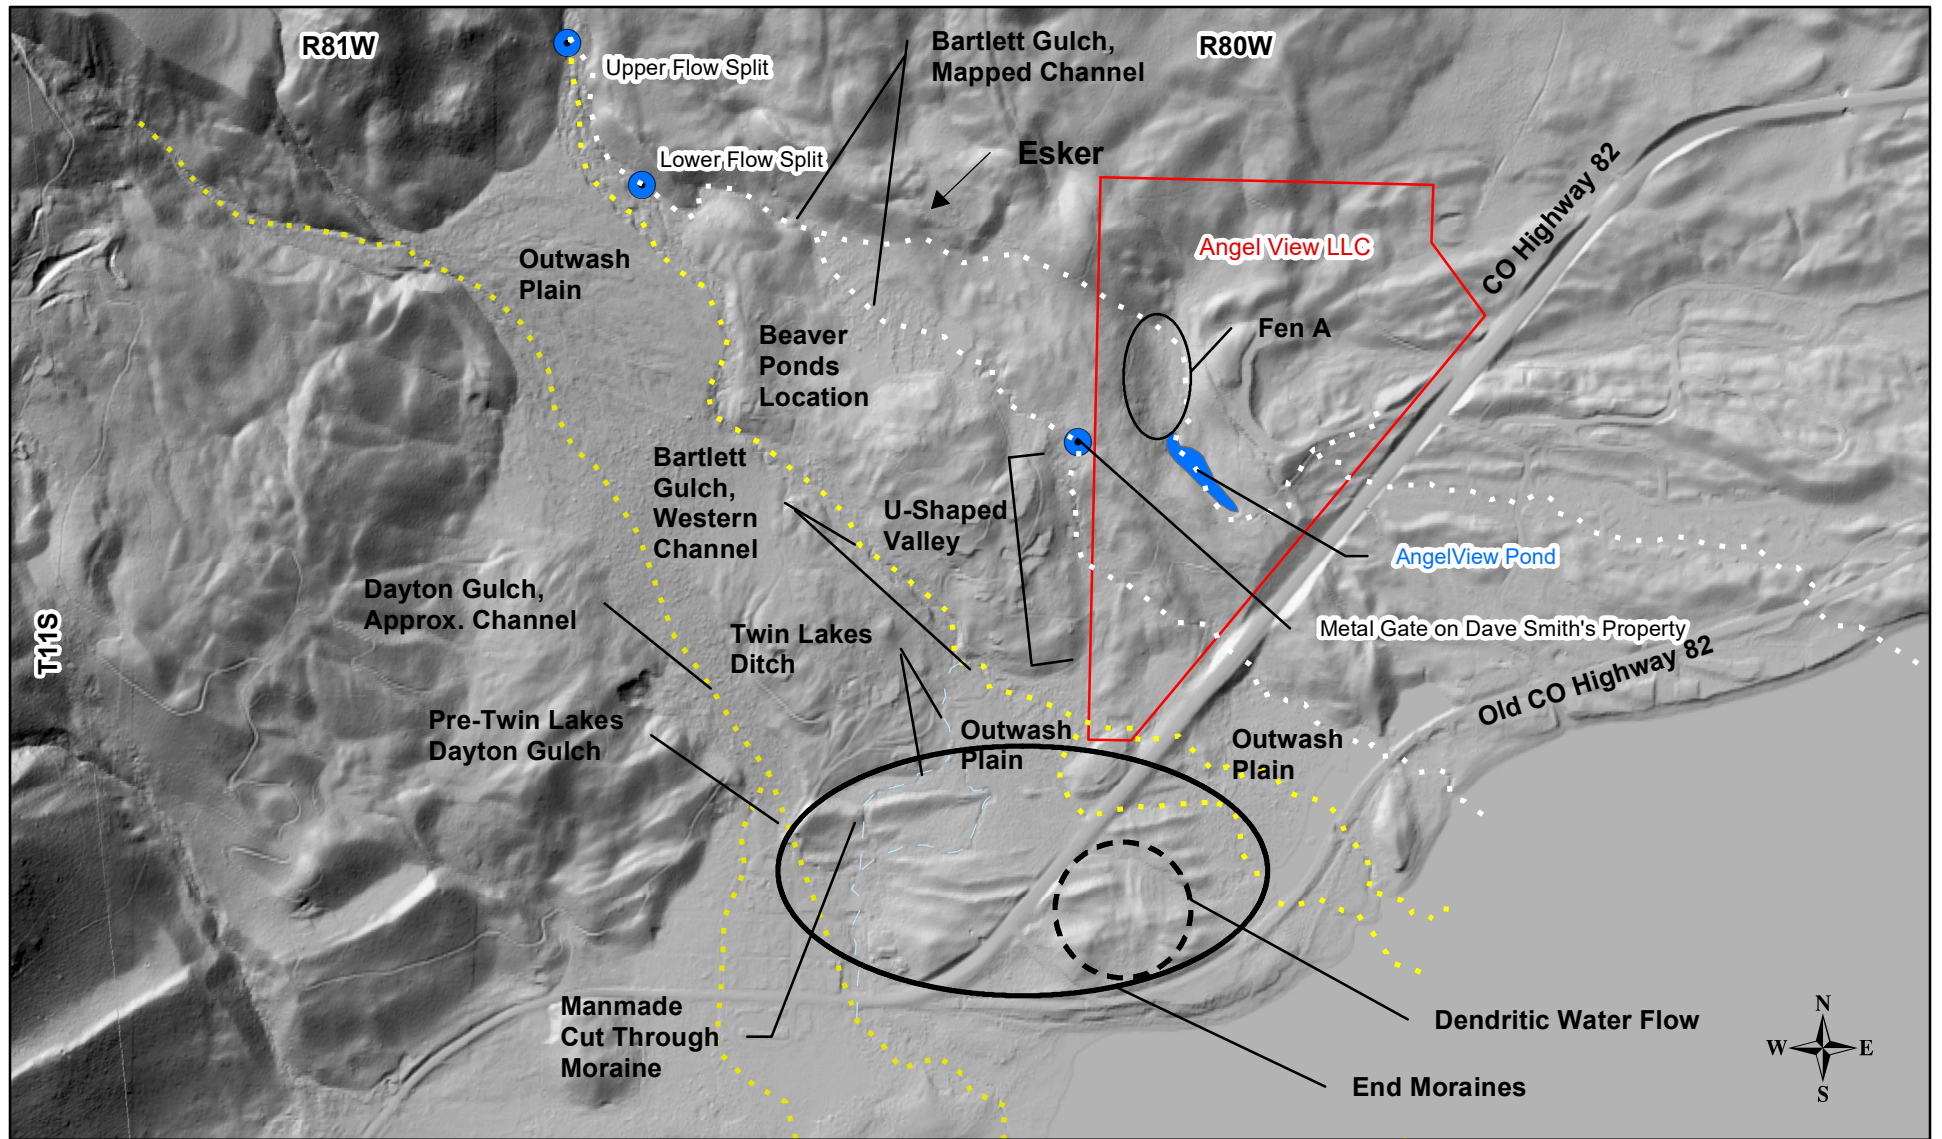 R81W
Upper Flow Split
Bartlett Gulch,
Mapped Channel
R80W
Lower Flow Split
Esker
CO Highway 82
Angel View LLC
Outwash
Plain
Fen A
Beaver
Ponds
Location
Bartlett
Gulch,
Western
Channel
U-Shaped
Valley
AngelView Pond
Dayton Gulch,
Approx. Channel
T11S
Twin Lakes
Ditch
Metal Gate on Dave Smith's Property
Old CO Highway 82
Pre-Twin Lakes
Dayton Gulch
Outwash
Plain
Outwash
Plain
Manmade
Cut Through
Moraine
Dendritic Water Flow
End Moraines
N
W
E
S